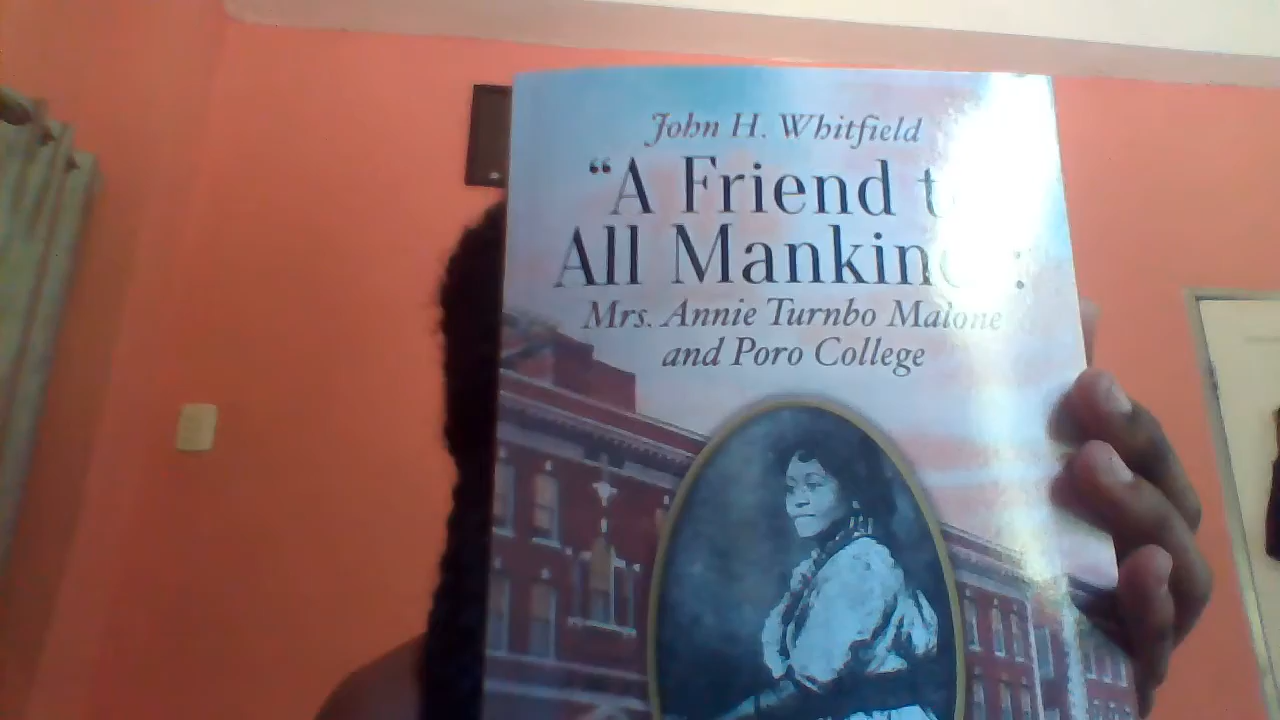 John H. Whitfield
“A Friend t
All Mankin :
Mrs. Annie Turnbo Malone
and Poro College